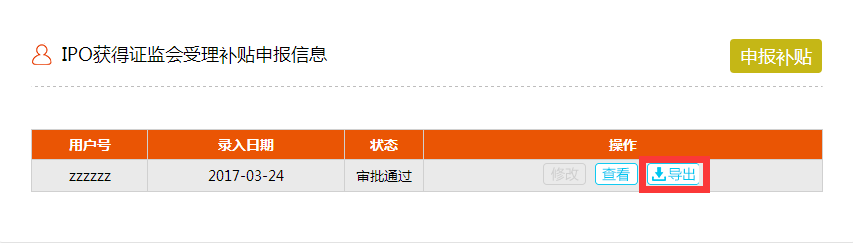 IPO获得证监会受理补贴申报信息
申报补贴
用户号 录入日期 状态 操作
zzzzzz 2017-03-24 审批通过 修改 查看 导出